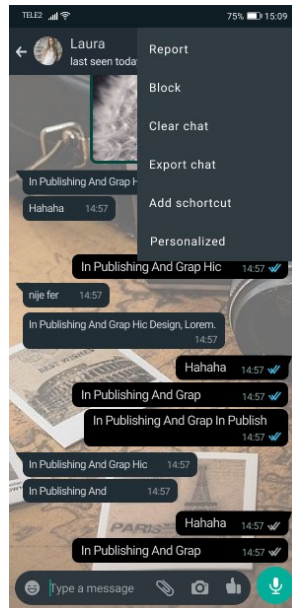 TELE2
75% 15:09
Laura
last seen toda
Report
Block
Clear chat
Export chat
Add schortcut
Personalized
In Publishing And Grap H
Hahaha 14:57
In Publishing And Grap Hic 14:57
nije fer 14:57
In Publishing And Grap Hic Design, Lorem.
14:57
Hahaha 14:57
In Publishing And Grap 14:57
In Publishing And Grap In Publish
14:57
In Publishing And Grap Hic 14:57
In Publishing And 14:57
PARIS
Hahaha 14:57
In Publishing And Grap 14:57
Type a message